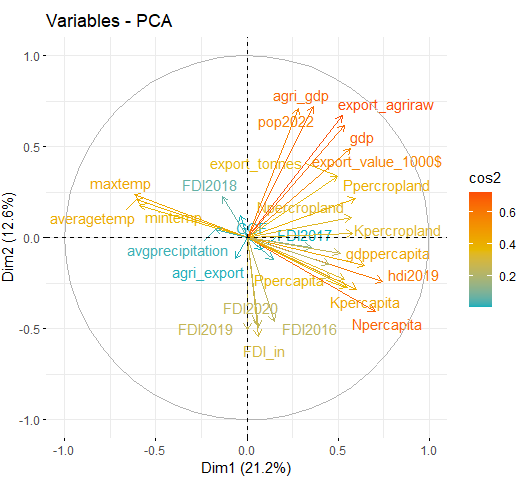 Variables - PCA
1.0
agri_gdp
export_agriraw
pop2022
gdp
0.5
export_tonnes
export_value_1000$
cos2
maxtemp
FDI2018
Ppercropland
0.6
averagetemp
mintemp
Npercropland
0.4
Dim2 (12.6%)
0.0
FDI2017
Kpercropland
0.2
avgprecipitation
gdppercapita
agri_export
Ppercapita
hdi2019
FDI2020
Kpercapita
-0.5
FDI2019
FDI2016
Npercapita
FDI_in
-1.0
-1.0
-0.5
0.0
0.5
1.0
Dim1 (21.2%)